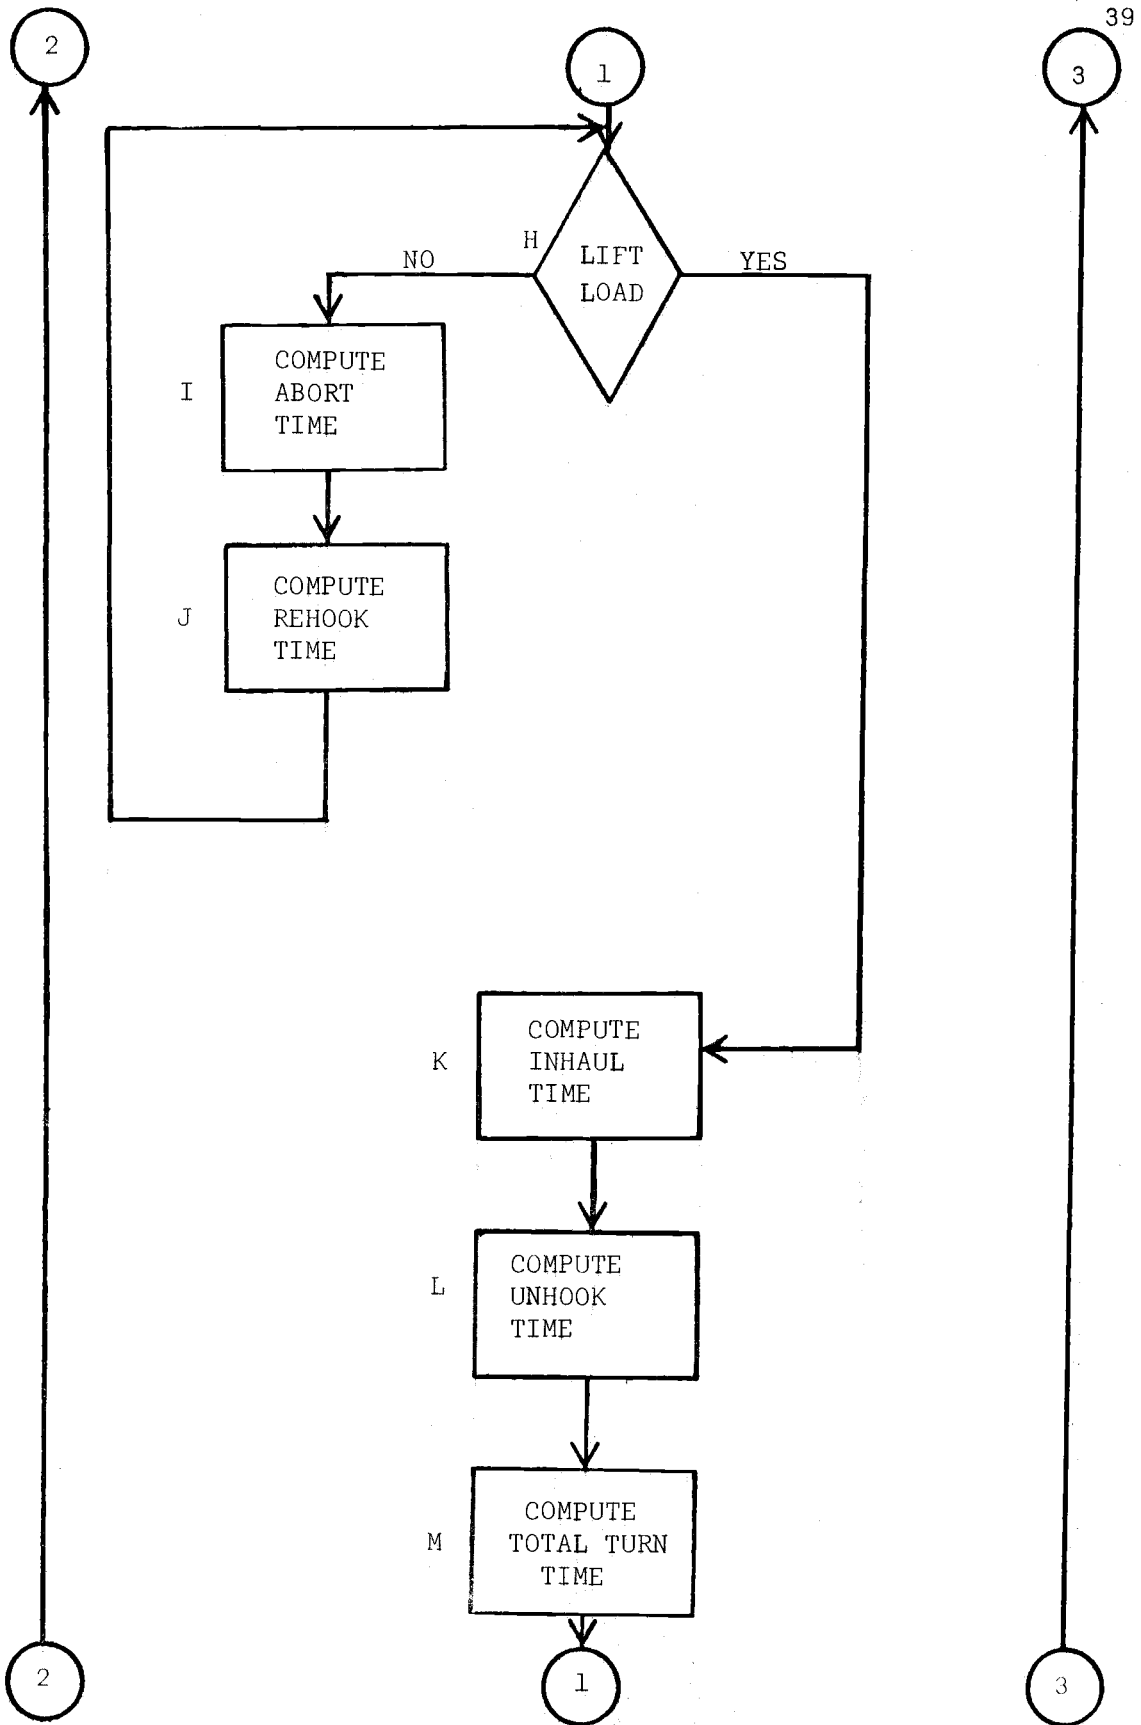 39
2
1
3
H
LIFT
LOAD
NO
YES
I
COMPUTE
ABORT
TIME
J
COMPUTE
REHOOK
TIME
K
COMPUTE
INHAUL
TIME
L
COMPUTE
UNHOOK
TIME
M
COMPUTE
TOTAL TURN
TIME
2
1
3